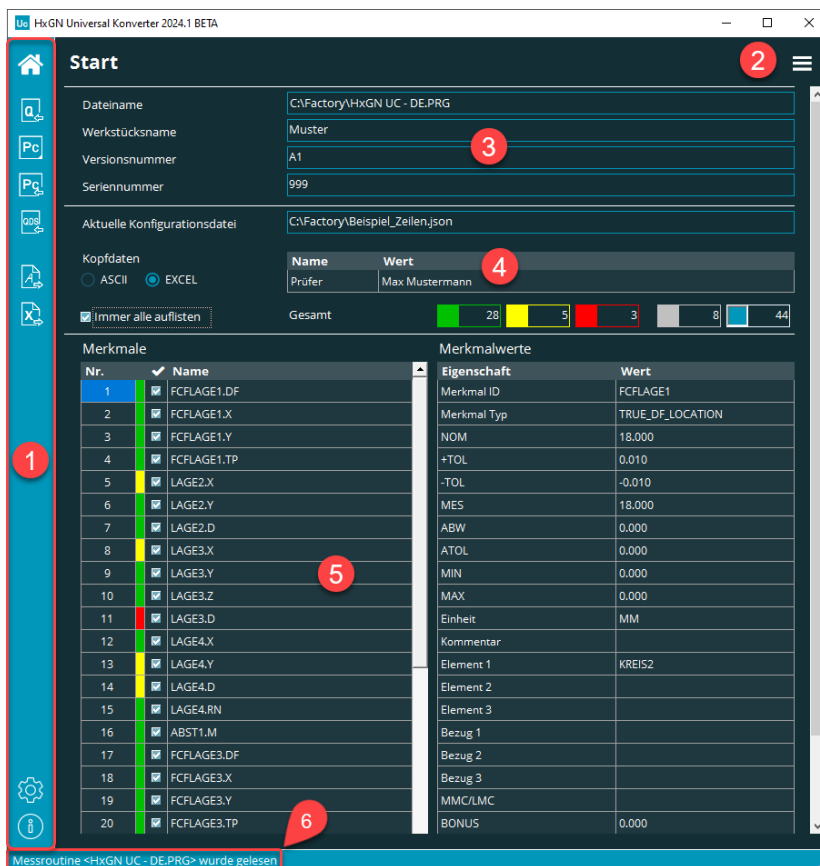 Uc HxGN Universal Konverter 2024.1 BETA
Start
2
Dateiname C:\Factory\HxGN UC - DE.PRG
Werkstücksname Muster
3
Versionsnummer A1
Seriennummer 999
Aktuelle Konfigurationsdatei C:\Factory\Beispiel_Zeilen.json
Kopfdaten
ASCII EXCEL
Name Wert
4
Prüfer Max Mustermann
Immer alle auflisten Gesamt 28 5 3 8 44
Q
Pc
Pc
QDS
A
X
1
Merkmale
Nr. Name
1 FCFLAGE1.DF
2 FCFLAGE1.X
3 FCFLAGE1.Y
4 FCFLAGE1.TP
5 LAGE2.X
6 LAGE2.Y
7 LAGE2.D
8 LAGE3.X
9 LAGE3.Y
10 LAGE3.Z
11 LAGE3.D
12 LAGE4.X
13 LAGE4.Y
14 LAGE4.D
15 LAGE4.RN
16 ABST1.M
17 FCFLAGE3.DF
18 FCFLAGE3.X
19 FCFLAGE3.Y
20 FCFLAGE3.TP
5
Merkmalwerte
Eigenschaft Wert
Merkmal ID FCFLAGE1
Merkmal Typ TRUE_DF_LOCATION
NOM 18.000
+TOL 0.010
-TOL -0.010
MES 18.000
ABW 0.000
ATOL 0.000
MIN 0.000
MAX 0.000
Einheit MM
Kommentar
Element 1 KREIS2
Element 2
Element 3
Bezug 1
Bezug 2
Bezug 3
MMC/LMC
BONUS 0.000
6
Messroutine <HxGN UC - DE.PRG> wurde gelesen